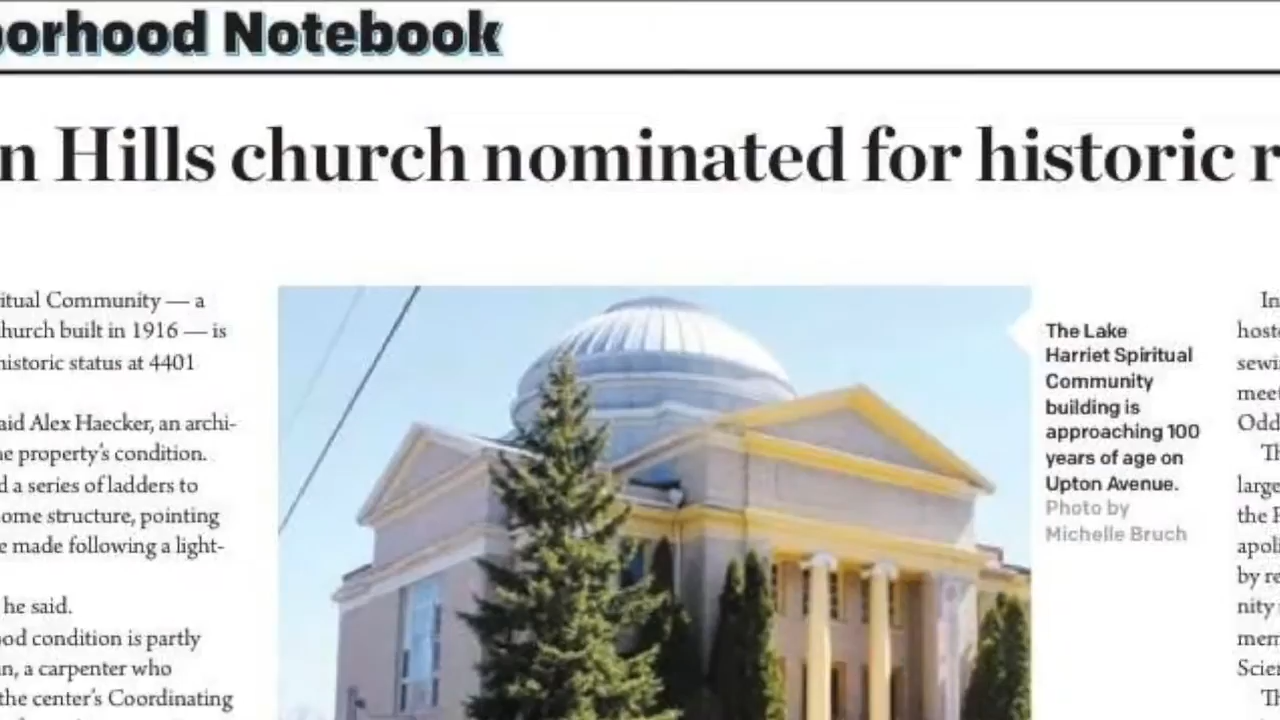 orhood Notebook
n Hills church nominated for historic r
itual Community — a
hurch built in 1916 — is
historic status at 4401
aid Alex Haecker, an archi-
he property's condition.
d a series of ladders to
ome structure, pointing
e made following a light-
he said.
od condition is partly
n, a carpenter who
the center's Coordinating
The Lake
Harriet Spiritual
Community
building is
approaching 100
years of age on
Upton Avenue.
Photo by
Michelle Bruch
In
hoste
sewi
meet
Odd
Th
large
the P
apoli
by re
nity
mem
Scien
Th